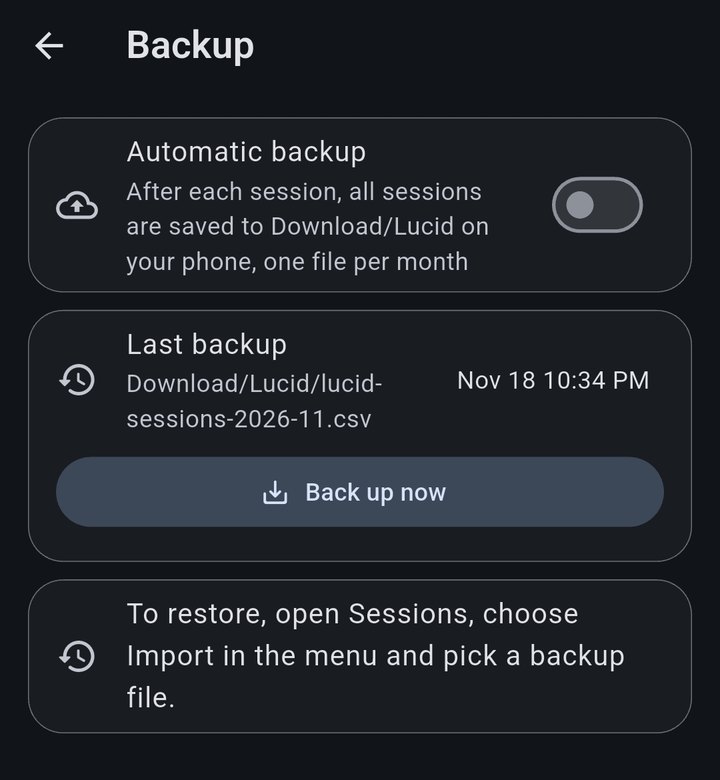 Backup
Automatic backup
After each session, all sessions
are saved to Download/Lucid on
your phone, one file per month
Last backup
Download/Lucid/lucid-
sessions-2026-11.csv
Nov 18 10:34 PM
Back up now
To restore, open Sessions, choose
Import in the menu and pick a backup
file.